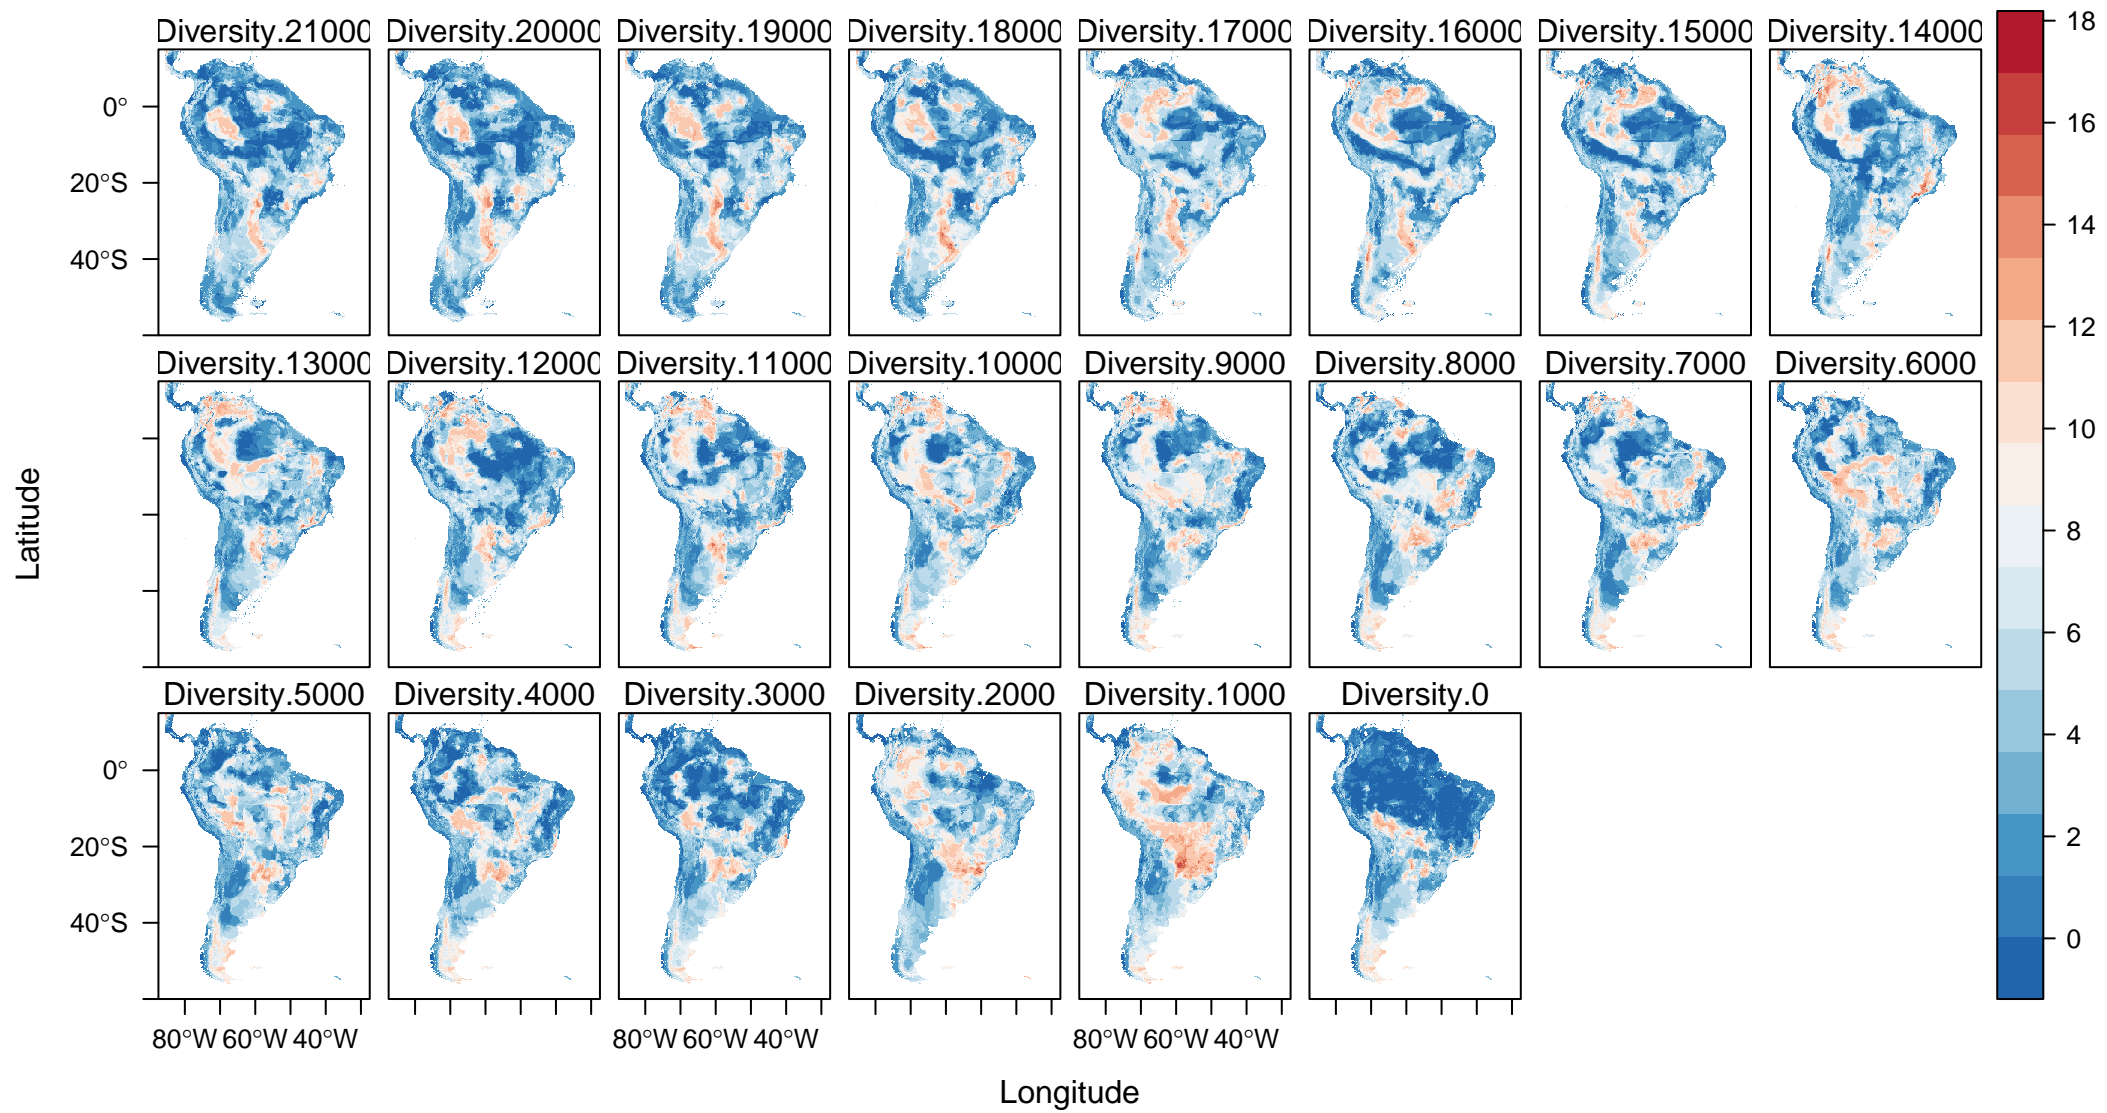 Diversity.21000 Diversity.20000 Diversity.19000 Diversity.18000 Diversity.17000 Diversity.16000 Diversity.15000 Diversity.14000
18
16
14
12
10
8
6
4
2
0
0°
20°S
40°S
Diversity.13000 Diversity.12000 Diversity.11000 Diversity.10000 Diversity.9000 Diversity.8000 Diversity.7000 Diversity.6000
Latitude
Diversity.5000 Diversity.4000 Diversity.3000 Diversity.2000 Diversity.1000 Diversity.0
0°
20°S
40°S
80°W 60°W 40°W 80°W 60°W 40°W 80°W 60°W 40°W
Longitude